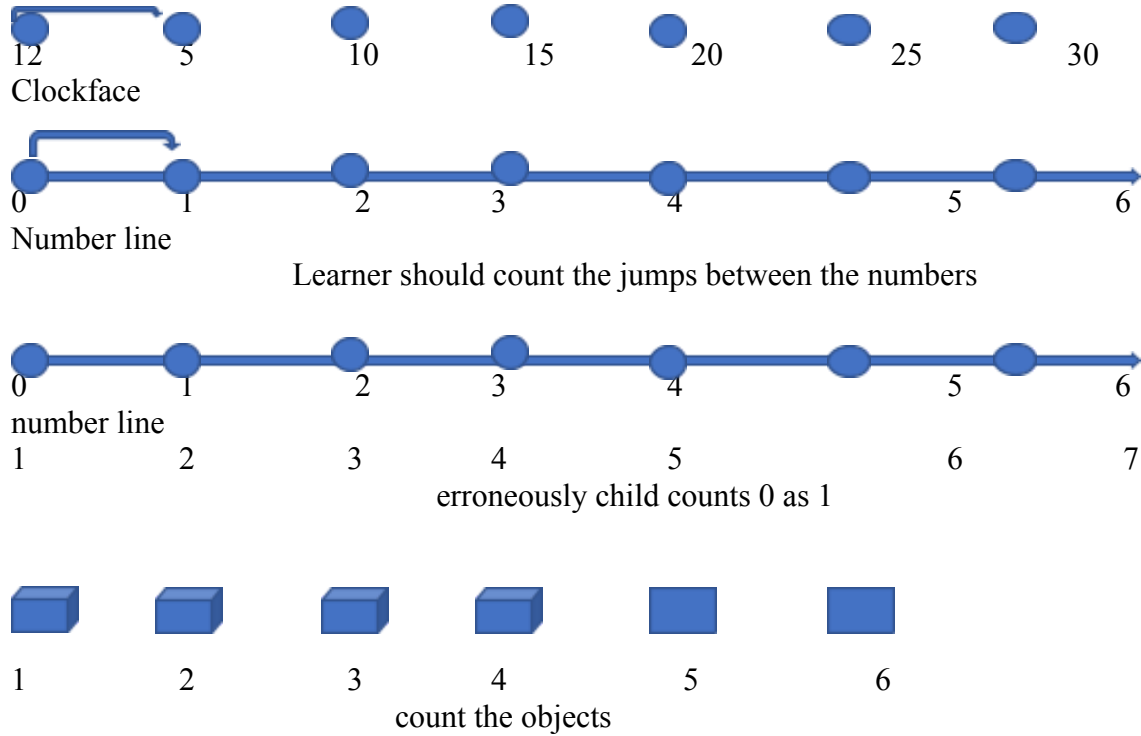 12 5 10 15 20 25 30
Clockface
0 1 2 3 4 5 6
Number line
Learner should count the jumps between the numbers
0 1 2 3 4 5 6
number line
1 2 3 4 5 6 7
erroneously child counts 0 as 1
1 2 3 4 5 6
count the objects